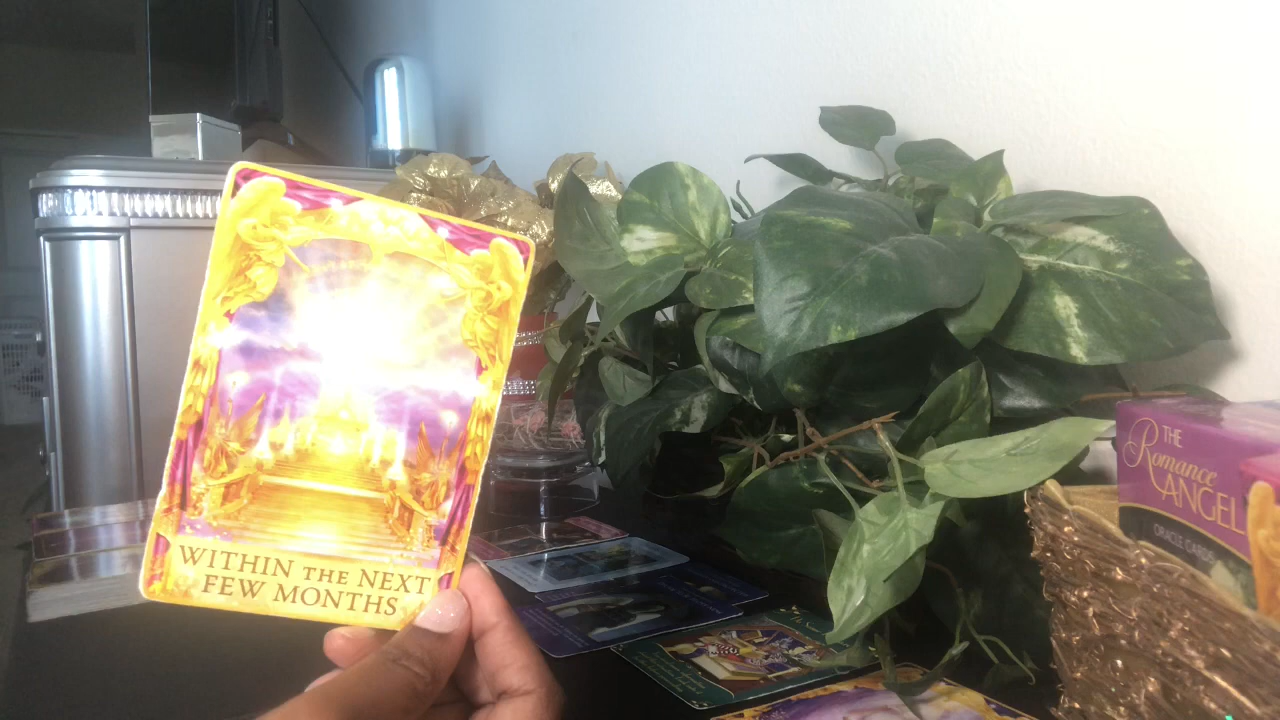 WITHIN THE NEXT
FEW MONTHS
THE
Romance
ANGEL
ORACLE CARDS